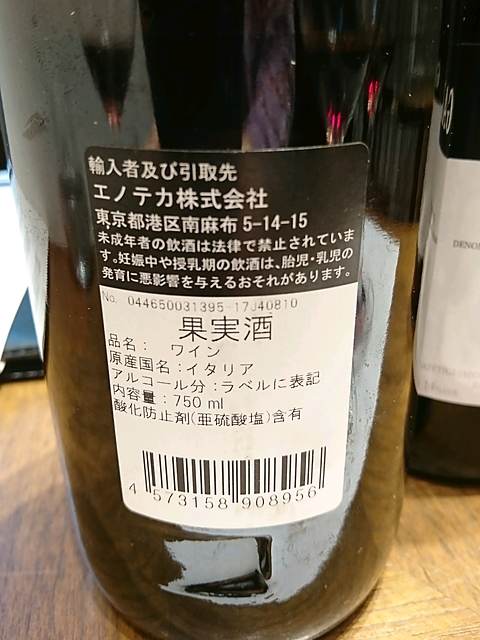 輸入者及び引取先
エノテカ株式会社
東京都港区南麻布 5-14-15
未成年者の飲酒は法律で禁止されていま
す。妊娠中や授乳期の飲酒は、胎児・乳児の
発育に悪影響を与えるおそれがあります。
No. 044650031395-17J40810
果実酒
品名： ワイン
原産国名：イタリア
アルコール分：ラベルに表記
内容量：750 ml
酸化防止剤(亜硫酸塩)含有
4 573158 908956
DENO